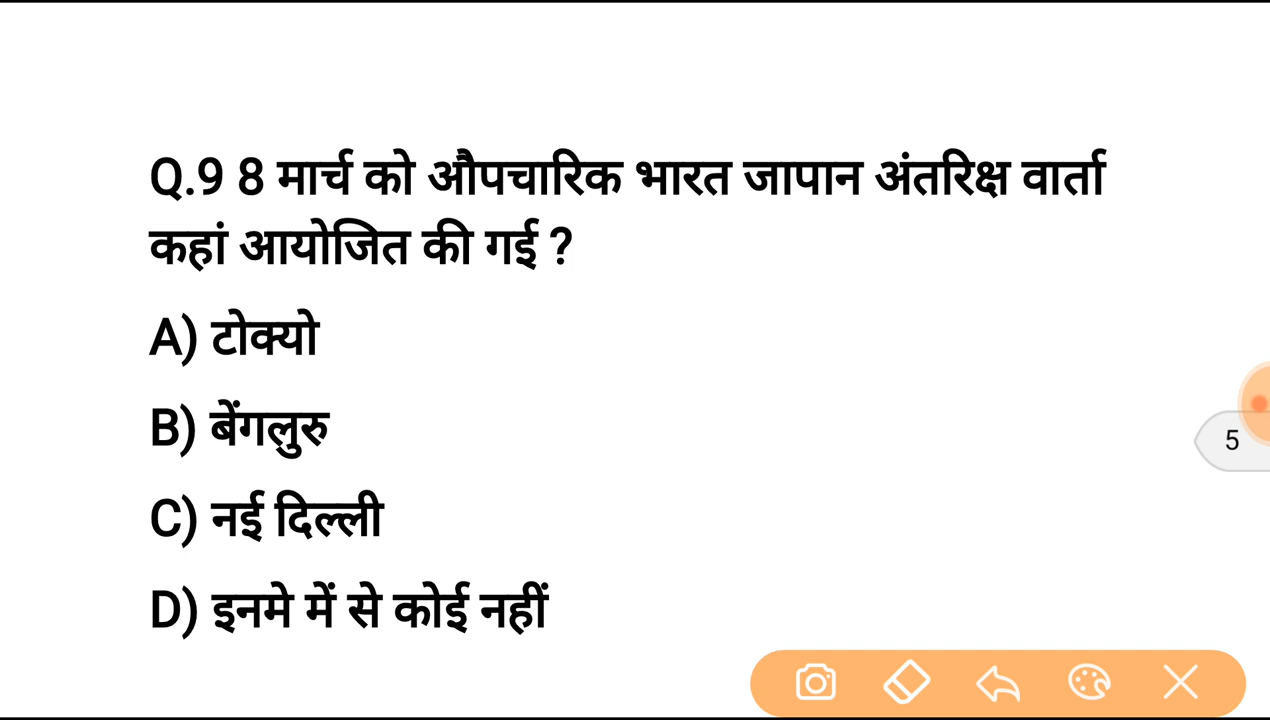 Q.9 8 मार्च को औपचारिक भारत जापान अंतरिक्ष वार्ता
कहां आयोजित की गई ?
A) टोक्यो
B) बेंगलुरु
C) नई दिल्ली
5
D) इनमे में से कोई नहीं